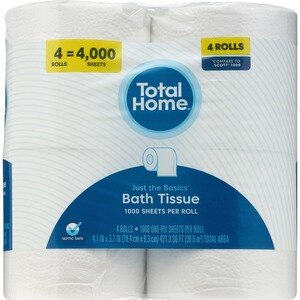 4 = 4,000
ROLLS SHEETS
4 ROLLS
"COMPARE TO
SCOTT® 1000
Total
Home®
Just the Basics®
Bath Tissue
1000 SHEETS PER ROLL
SEPTIC SAFE
4 ROLLS • 1000 ONE-PLY SHEETS PER ROLL
4.1 IN x 3.7 IN (10.4 cm x 9.3 cm) 421.3 SQ FT (39.1 m²) TOTAL AREA